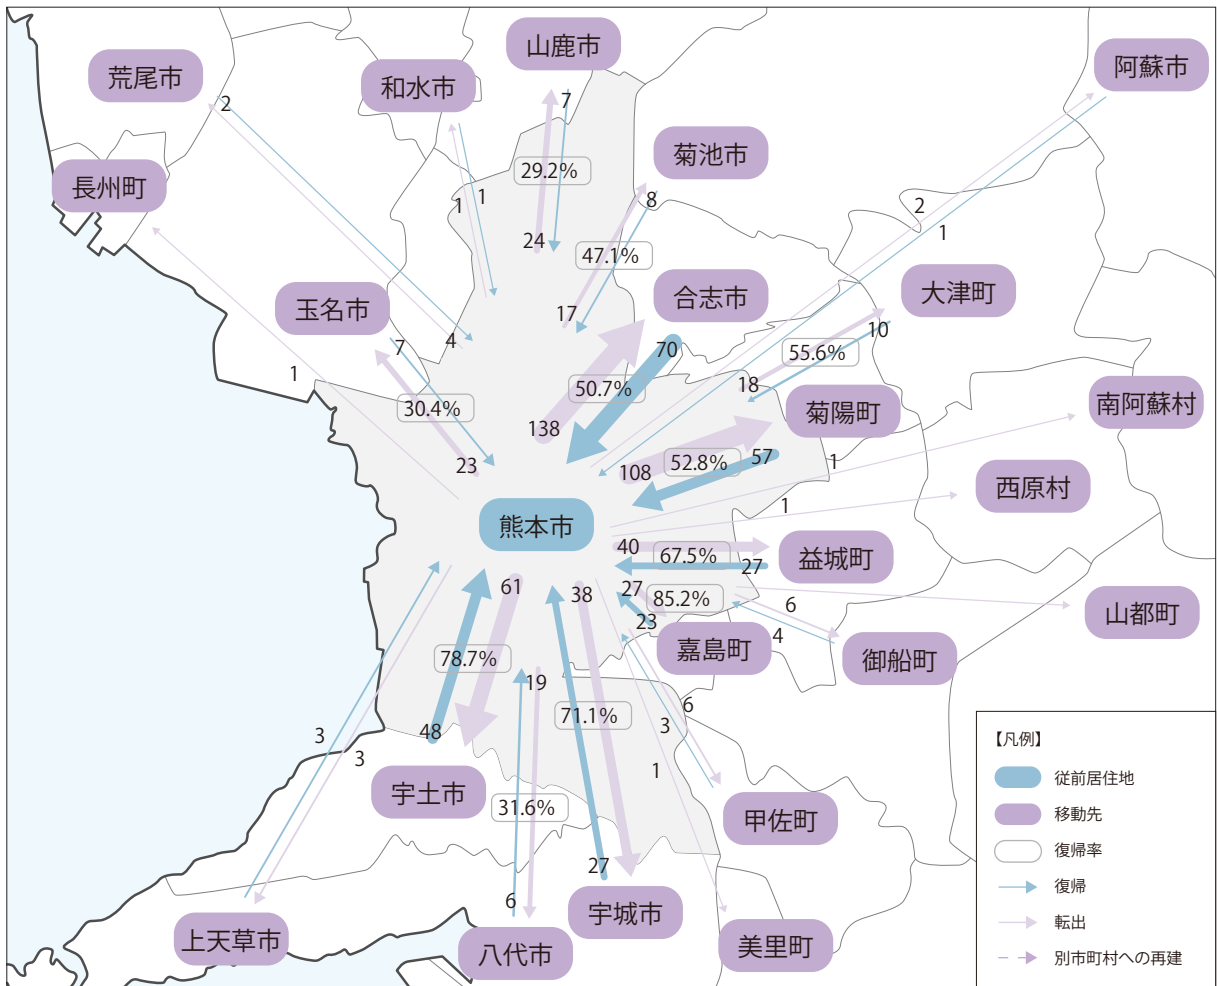 山鹿市
荒尾市
和水市
阿蘇市
2
7
菊池市
長州町
29.2%
8
1
1
2
1
24
47.1%
玉名市
合志市
大津町
17
10
4
7
70
55.6%
1
50.7%
18
南阿蘇村
30.4%
菊陽町
138
23
108
52.8%
57
1
西原村
1
熊本市
40
67.5%
27
益城町
61
38
27
85.2%
6
山都町
23
4
嘉島町
御船町
78.7%
19
71.1%
6
48
3
3
3
1
宇土市
31.6%
甲佐町
27
6
宇城市
上天草市
八代市
美里町
【凡例】
従前居住地
移動先
復帰率
復帰
転出
別市町村への再建